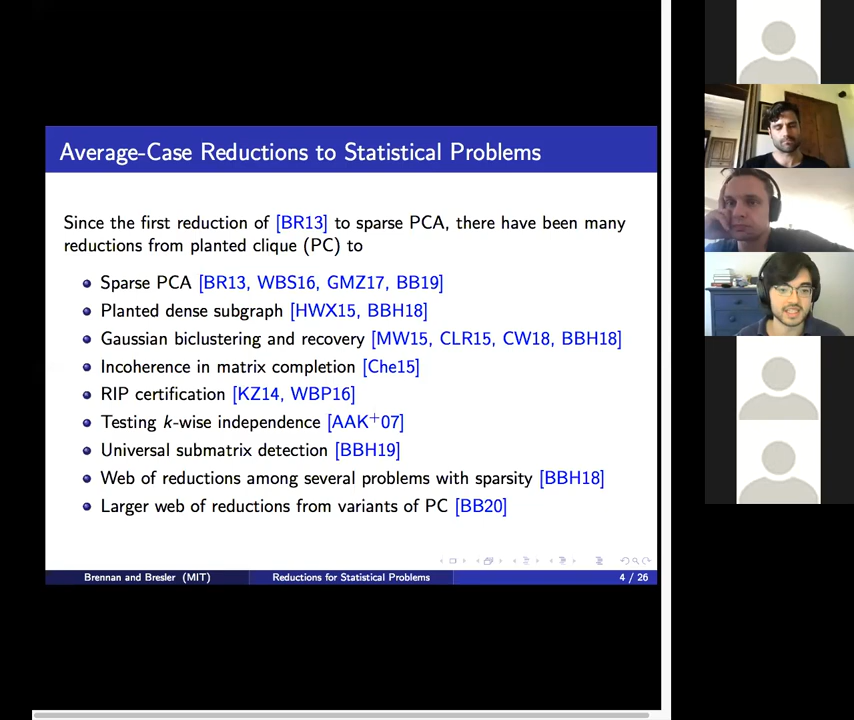 Average-Case Reductions to Statistical Problems
Since the first reduction of [BR13] to sparse PCA, there have been many
reductions from planted clique (PC) to
Sparse PCA [BR13, WBS16, GMZ17, BB19]
Planted dense subgraph [HWX15, BBH18]
Gaussian biclustering and recovery [MW15, CLR15, CW18, BBH18]
Incoherence in matrix completion [Che15]
RIP certification [KZ14, WBP16]
Testing k-wise independence [AAK⁺07]
Universal submatrix detection [BBH19]
Web of reductions among several problems with sparsity [BBH18]
Larger web of reductions from variants of PC [BB20]
Brennan and Bresler (MIT) Reductions for Statistical Problems 4 / 26